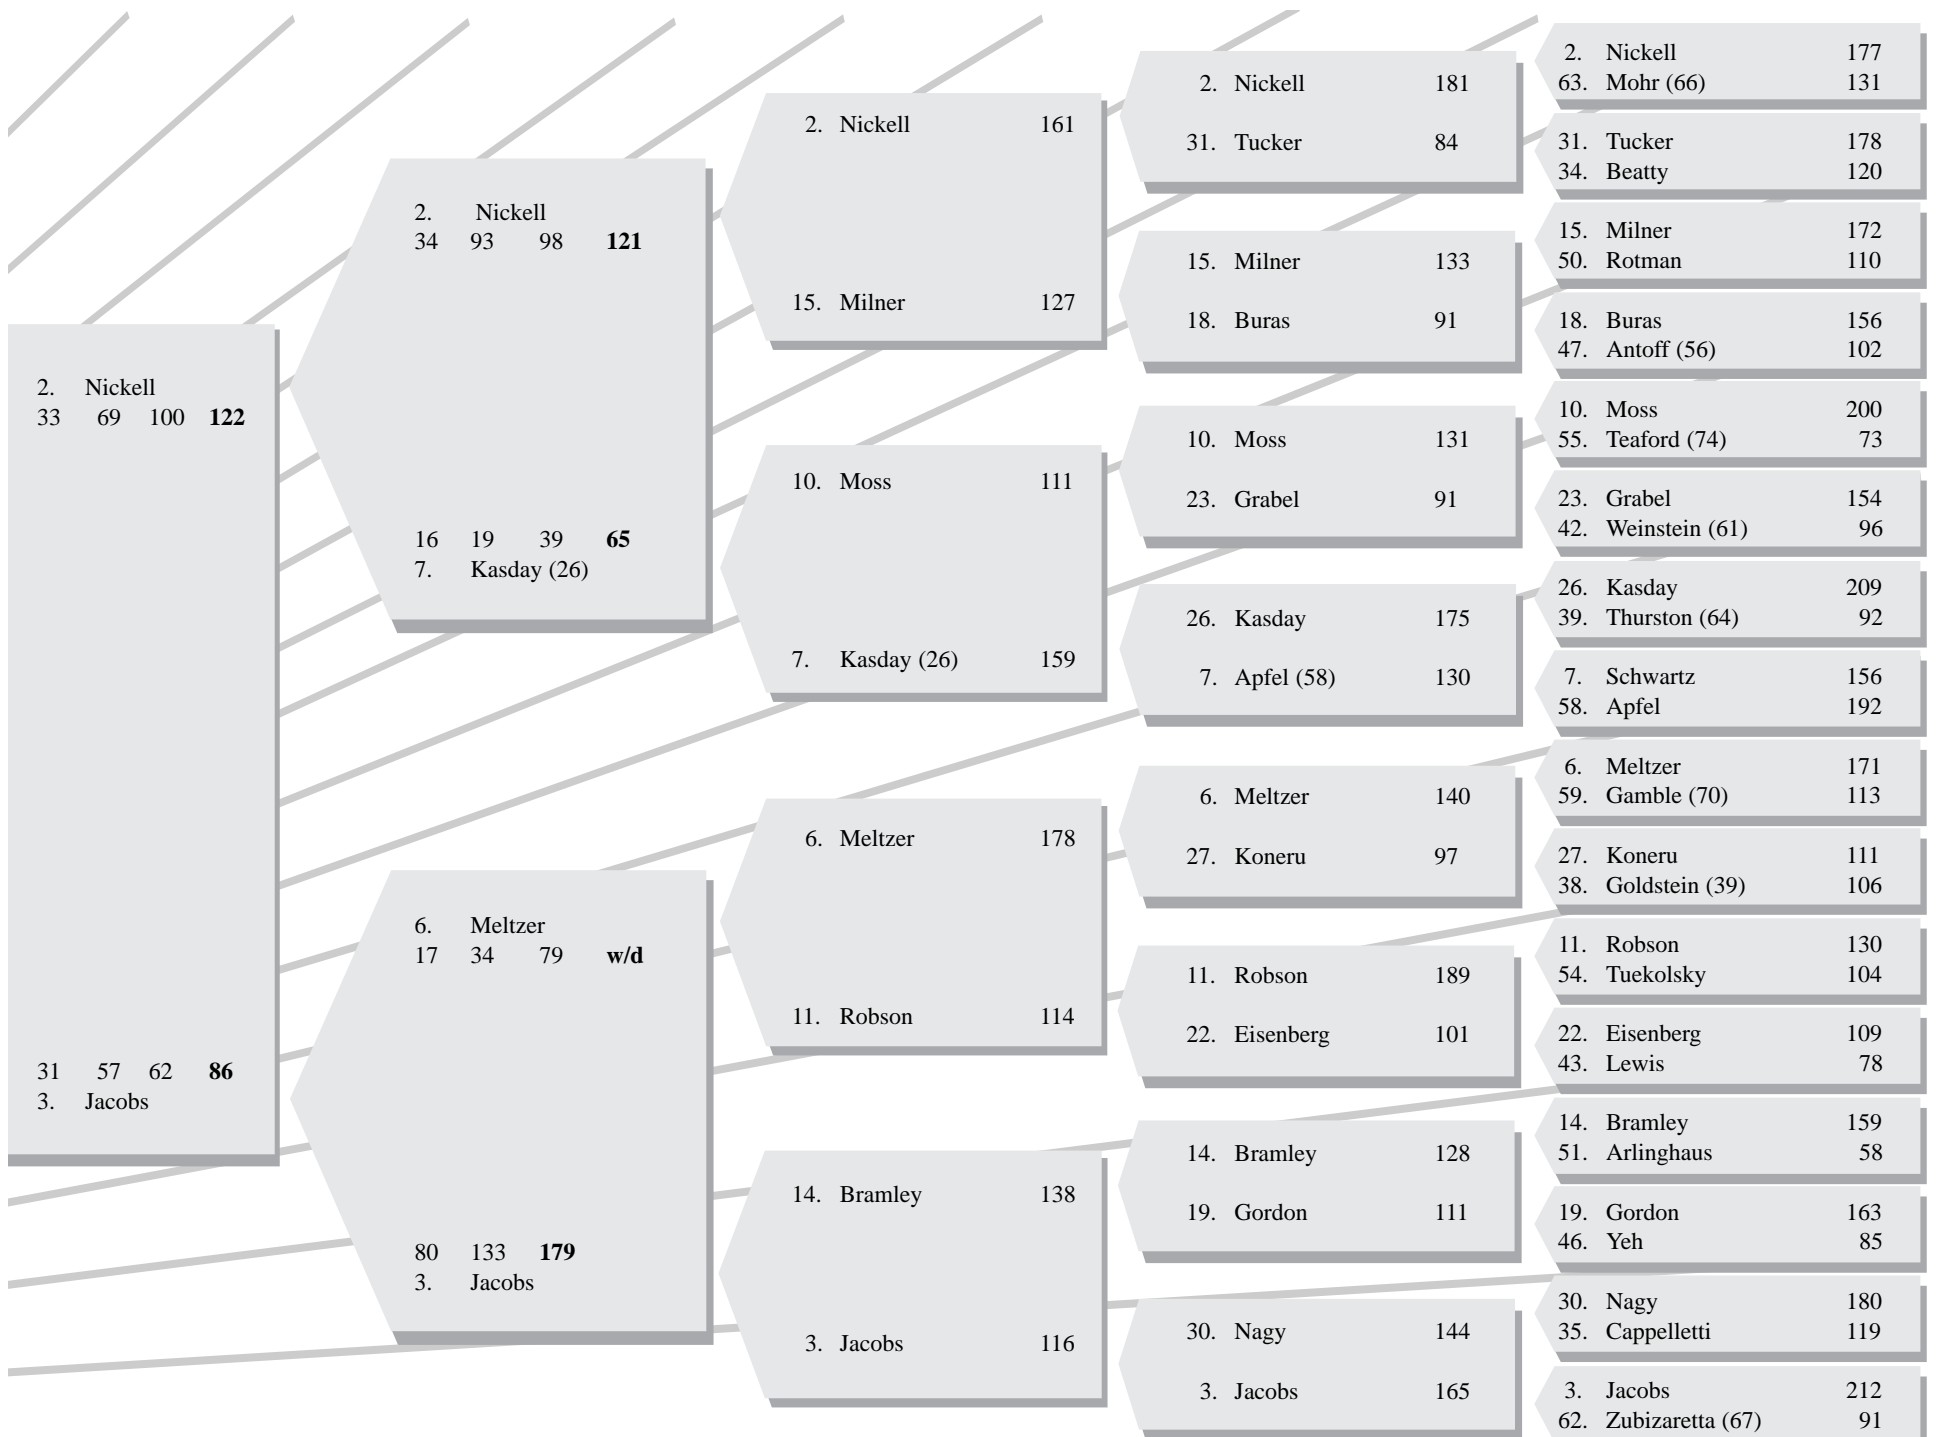 2. Nickell
33 69 100 122
31 57 62 86
3. Jacobs
2. Nickell
34 93 98 121
16 19 39 65
7. Kasday (26)
6. Meltzer
17 34 79 w/d
80 133 179
3. Jacobs
2. Nickell 161
15. Milner 127
10. Moss 111
7. Kasday (26) 159
6. Meltzer 178
11. Robson 114
14. Bramley 138
3. Jacobs 116
2. Nickell 181
31. Tucker 84
15. Milner 133
18. Buras 91
10. Moss 131
23. Grabel 91
26. Kasday 175
7. Apfel (58) 130
6. Meltzer 140
27. Koneru 97
11. Robson 189
22. Eisenberg 101
14. Bramley 128
19. Gordon 111
30. Nagy 144
3. Jacobs 165
2. Nickell 177
63. Mohr (66) 131
31. Tucker 178
34. Beatty 120
15. Milner 172
50. Rotman 110
18. Buras 156
47. Antoff (56) 102
10. Moss 200
55. Teaford (74) 73
23. Grabel 154
42. Weinstein (61) 96
26. Kasday 209
39. Thurston (64) 92
7. Schwartz 156
58. Apfel 192
6. Meltzer 171
59. Gamble (70) 113
27. Koneru 111
38. Goldstein (39) 106
11. Robson 130
54. Tuekolsky 104
22. Eisenberg 109
43. Lewis 78
14. Bramley 159
51. Arlinghaus 58
19. Gordon 163
46. Yeh 85
30. Nagy 180
35. Cappelletti 119
3. Jacobs 212
62. Zubizaretta (67) 91